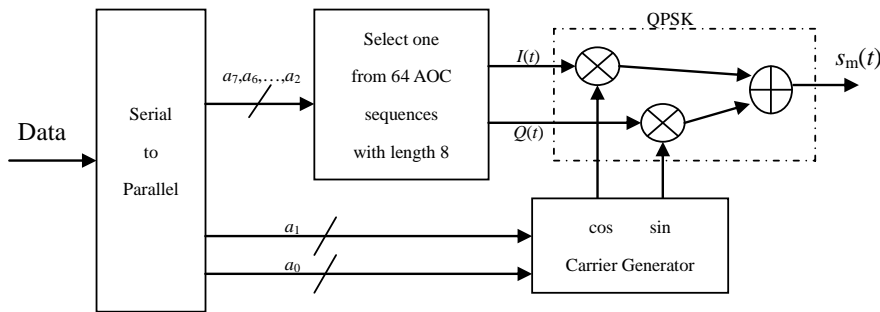 QPSK
Data
Serial
to
Parallel
a₇,a₆,…,a₂
Select one
from 64 AOC
sequences
with length 8
I(t)
Q(t)
sₘ(t)
a₁
a₀
cos sin
Carrier Generator